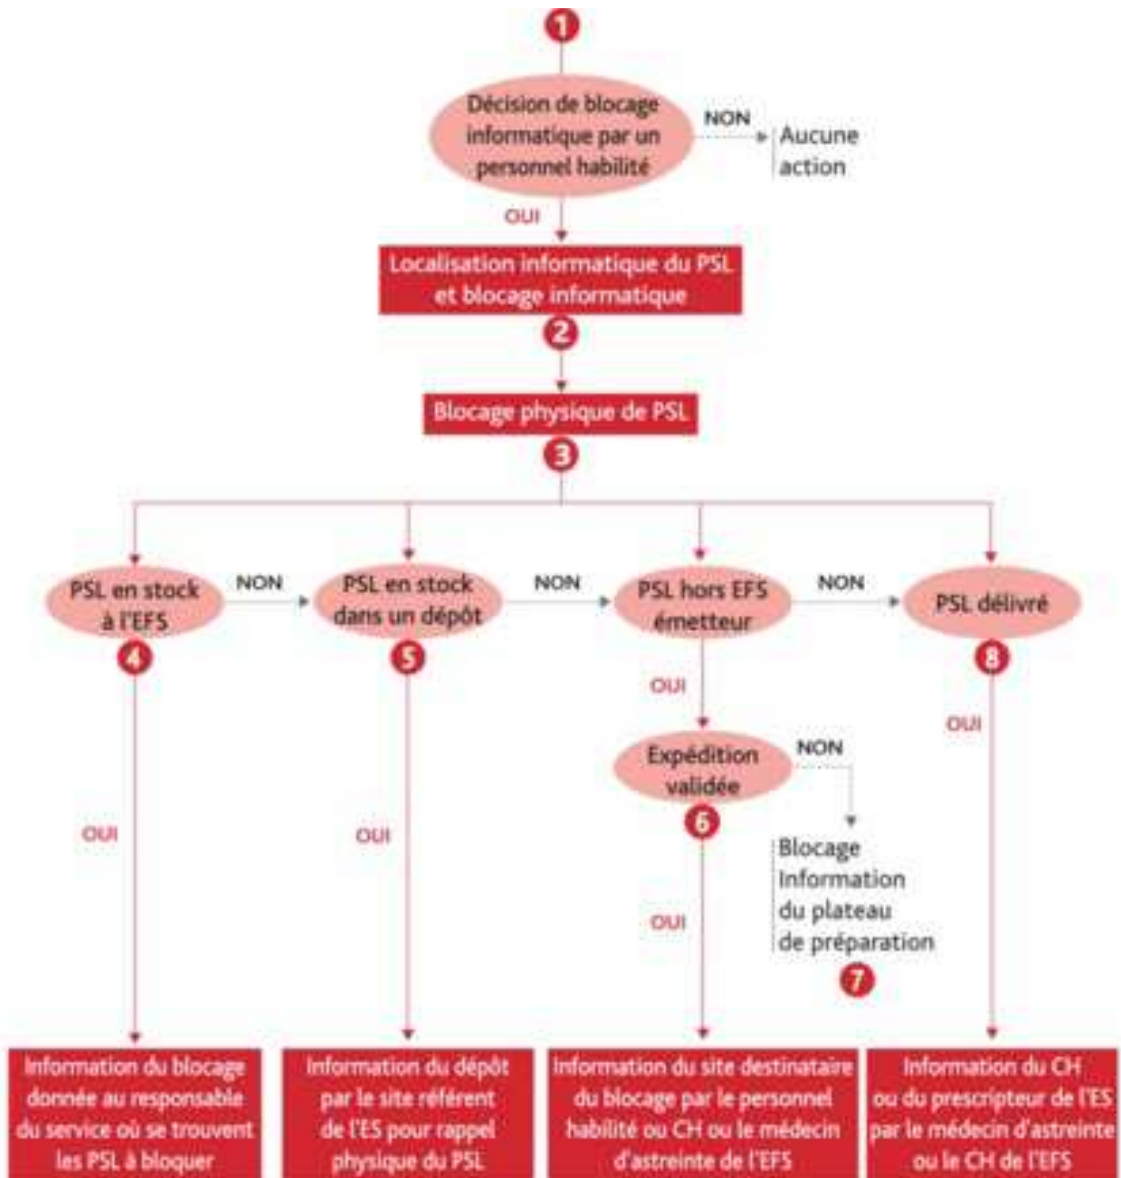 1
Décision de blocage
informatique par un
personnel habilité
NON
Aucune
action
OUI
Localisation informatique du PSL
et blocage informatique
2
Blocage physique de PSL
3
PSL en stock
à l'EFS
NON
PSL en stock
dans un dépôt
NON
PSL hors EFS
émetteur
NON
PSL délivré
4
5
8
OUI
OUI
Expédition
validée
NON
6
OUI
OUI
OUI
Blocage
Information
du plateau
de préparation
7
Information du blocage
donnée au responsable
du service où se trouvent
les PSL à bloquer
Information du dépôt
par le site référent
de l'ES pour rappel
physique du PSL
Information du site destinataire
du blocage par le personnel
habilité ou CH ou le médecin
d'astreinte de l'EFS
Information du CH
ou du prescripteur de l'ES
par le médecin d'astreinte
ou le CH de l'EFS